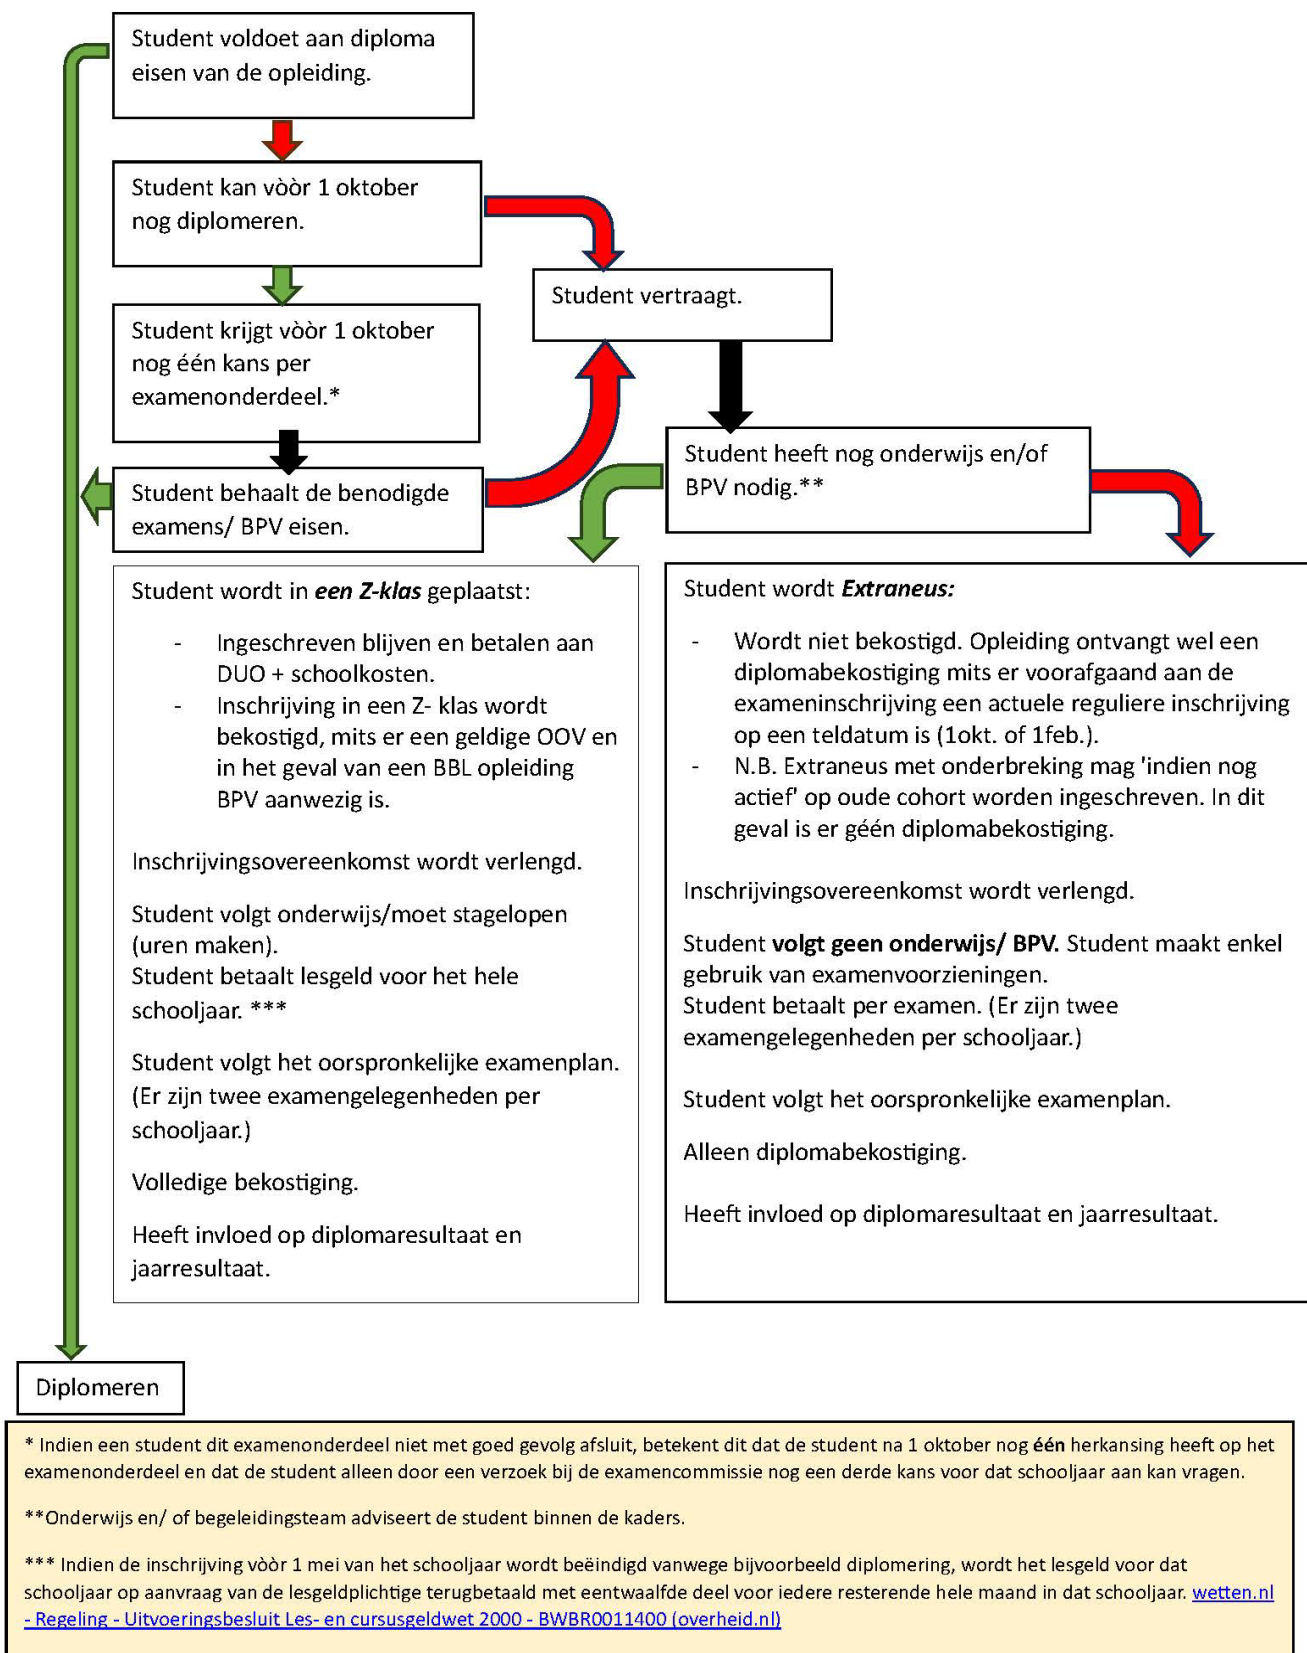 Student voldoet aan diploma
eisen van de opleiding.
Student kan vòòr 1 oktober
nog diplomeren.
Student vertraagt.
Student krijgt vòòr 1 oktober
nog één kans per
examenonderdeel.*
Student heeft nog onderwijs en/of
BPV nodig.**
Student behaalt de benodigde
examens/ BPV eisen.
Student wordt in een Z-klas geplaatst:
- Ingeschreven blijven en betalen aan
DUO + schoolkosten.
- Inschrijving in een Z- klas wordt
bekostigd, mits er een geldige OOV en
in het geval van een BBL opleiding
BPV aanwezig is.
Inschrijvingsovereenkomst wordt verlengd.
Student volgt onderwijs/moet stagelopen
(uren maken).
Student betaalt lesgeld voor het hele
schooljaar. ***
Student volgt het oorspronkelijke examenplan.
(Er zijn twee examengelegenheden per
schooljaar.)
Volledige bekostiging.
Heeft invloed op diplomaresultaat en
jaarresultaat.
Student wordt Extraneus:
- Wordt niet bekostigd. Opleiding ontvangt wel een
diplomabekostiging mits er voorafgaand aan de
exameninschrijving een actuele reguliere inschrijving
op een teldatum is (1okt. of 1feb.).
- N.B. Extraneus met onderbreking mag 'indien nog
actief' op oude cohort worden ingeschreven. In dit
geval is er géén diplomabekostiging.
Inschrijvingsovereenkomst wordt verlengd.
Student volgt geen onderwijs/ BPV. Student maakt enkel
gebruik van examenvoorzieningen.
Student betaalt per examen. (Er zijn twee
examengelegenheden per schooljaar.)
Student volgt het oorspronkelijke examenplan.
Alleen diplomabekostiging.
Heeft invloed op diplomaresultaat en jaarresultaat.
Diplomeren
* Indien een student dit examenonderdeel niet met goed gevolg afsluit, betekent dit dat de student na 1 oktober nog één herkansing heeft op het
examenonderdeel en dat de student alleen door een verzoek bij de examencommissie nog een derde kans voor dat schooljaar aan kan vragen.
**Onderwijs en/ of begeleidingsteam adviseert de student binnen de kaders.
*** Indien de inschrijving vòòr 1 mei van het schooljaar wordt beëindigd vanwege bijvoorbeeld diplomering, wordt het lesgeld voor dat
schooljaar op aanvraag van de lesgeldplichtige terugbetaald met eentwaalfde deel voor iedere resterende hele maand in dat schooljaar. wetten.nl
- Regeling - Uitvoeringsbesluit Les- en cursusgeldwet 2000 - BWBR0011400 (overheid.nl)